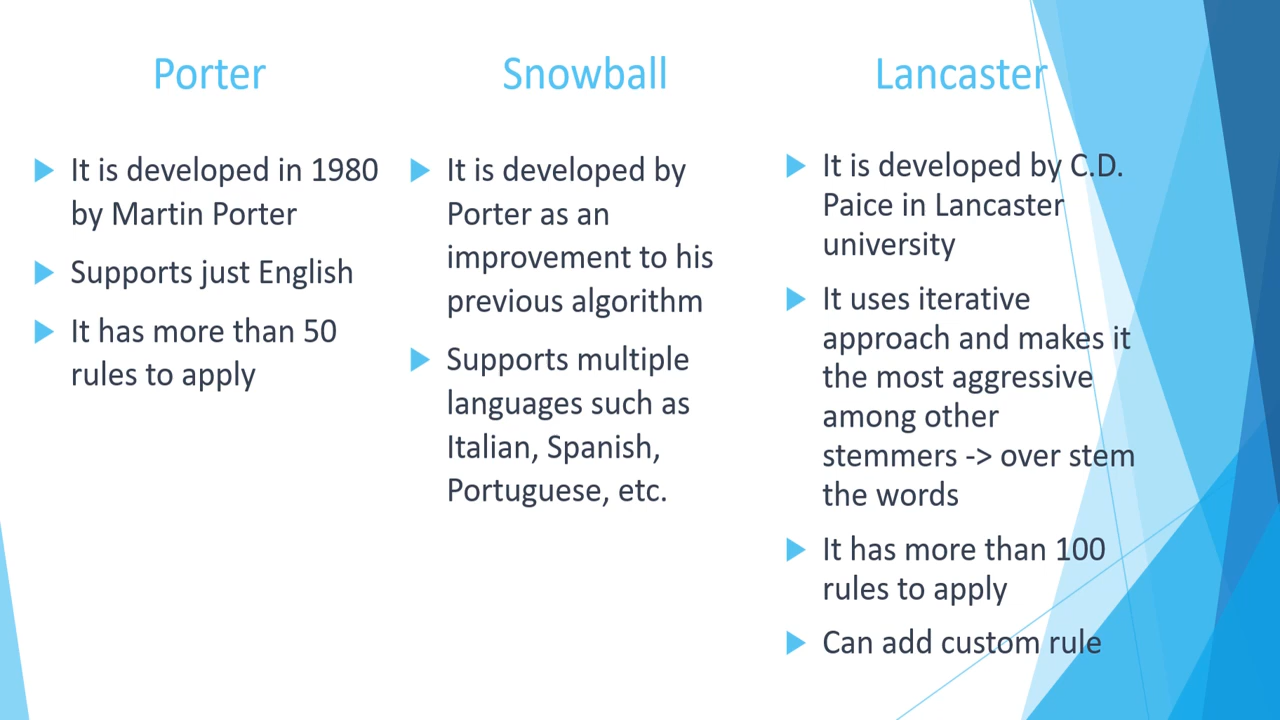 Porter
It is developed in 1980
by Martin Porter
Supports just English
It has more than 50
rules to apply
Snowball
It is developed by
Porter as an
improvement to his
previous algorithm
Supports multiple
languages such as
Italian, Spanish,
Portuguese, etc.
Lancaster
It is developed by C.D.
Paice in Lancaster
university
It uses iterative
approach and makes it
the most aggressive
among other
stemmers -> over stem
the words
It has more than 100
rules to apply
Can add custom rule